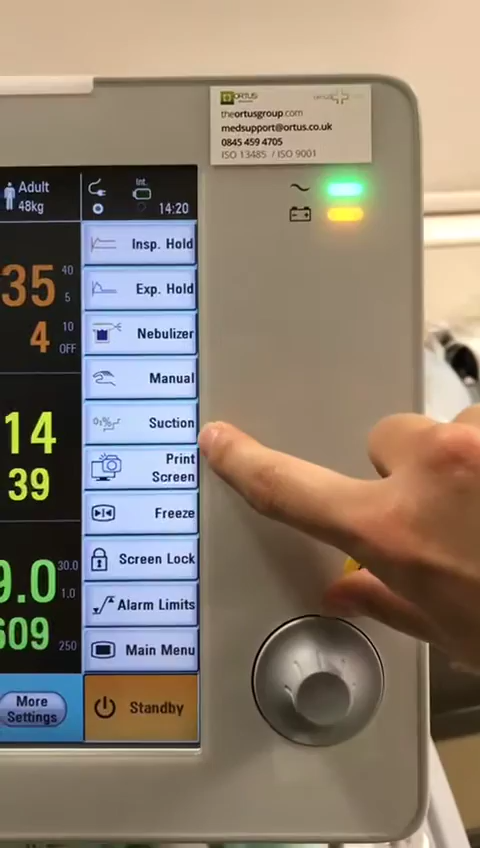 ORTUS
theortusgroup.com
medsupport@ortus.co.uk
0845 459 4705
ISO 13485 / ISO 9001
Adult
48kg
Int.
14:20
Insp. Hold
35
40
5
Exp. Hold
4
10
OFF
Nebulizer
Manual
14
0¦%
Suction
39
Print
Screen
Freeze
9.0
30.0
1.0
Screen Lock
609
250
Alarm Limits
Main Menu
More
Settings
Standby